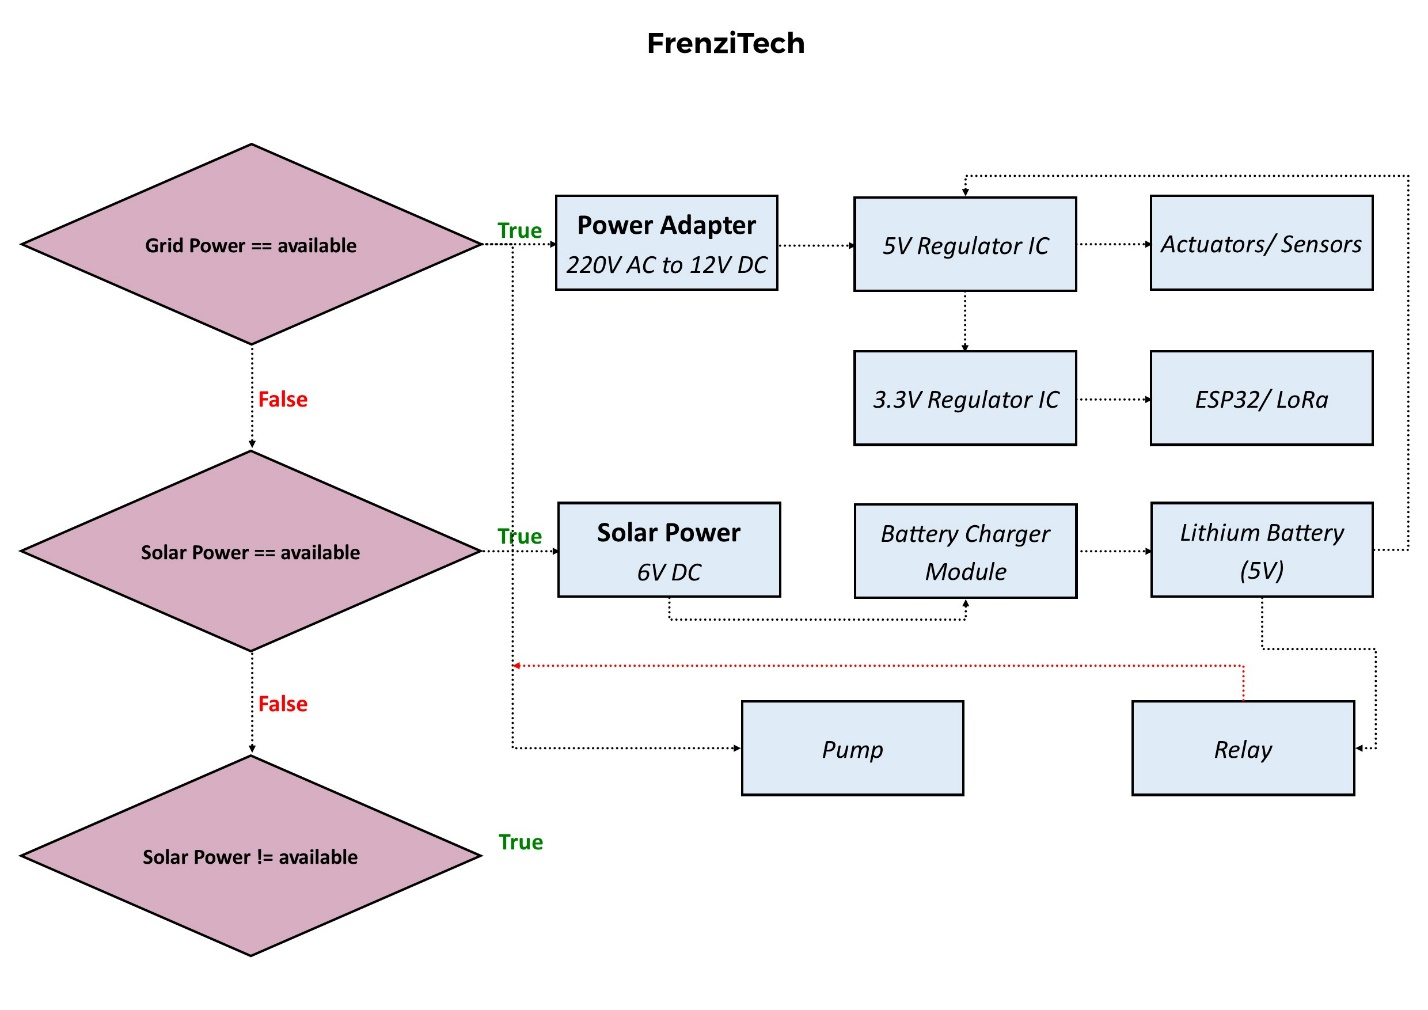 FrenziTech
Grid Power == available
True
Power Adapter
220V AC to 12V DC
5V Regulator IC
Actuators/ Sensors
False
3.3V Regulator IC
ESP32/ LoRa
Solar Power == available
True
Solar Power
6V DC
Battery Charger
Module
Lithium Battery
(5V)
False
Pump
Relay
Solar Power != available
True